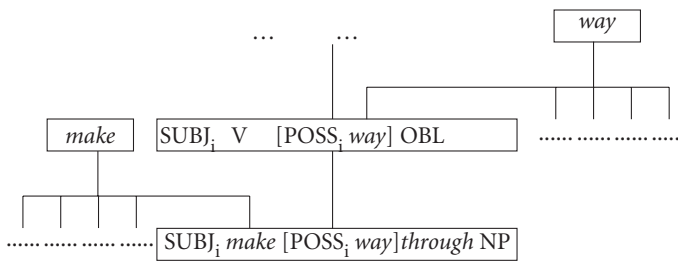 way
… …
make
SUBJi V [POSSi way] OBL
…… …… …… ……
…… …… …… ……
SUBJi make [POSSi way] through NP